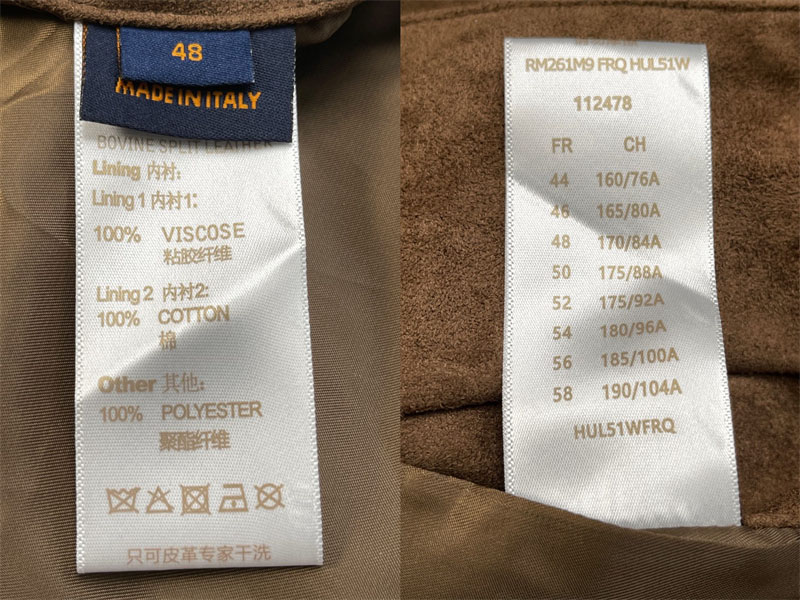 48
MADE IN ITALY
BOVINE SPLIT LEATHER
Lining 内衬:
Lining 1 内衬1:
100% VISCOSE
粘胶纤维
Lining 2 内衬2:
100% COTTON
棉
Other 其他:
100% POLYESTER
聚酯纤维
只可皮革专家干洗
RM261M9 FRQ HUL51W
112478
FR CH
44 160/76A
46 165/80A
48 170/84A
50 175/88A
52 175/92A
54 180/96A
56 185/100A
58 190/104A
HUL51WFRQ